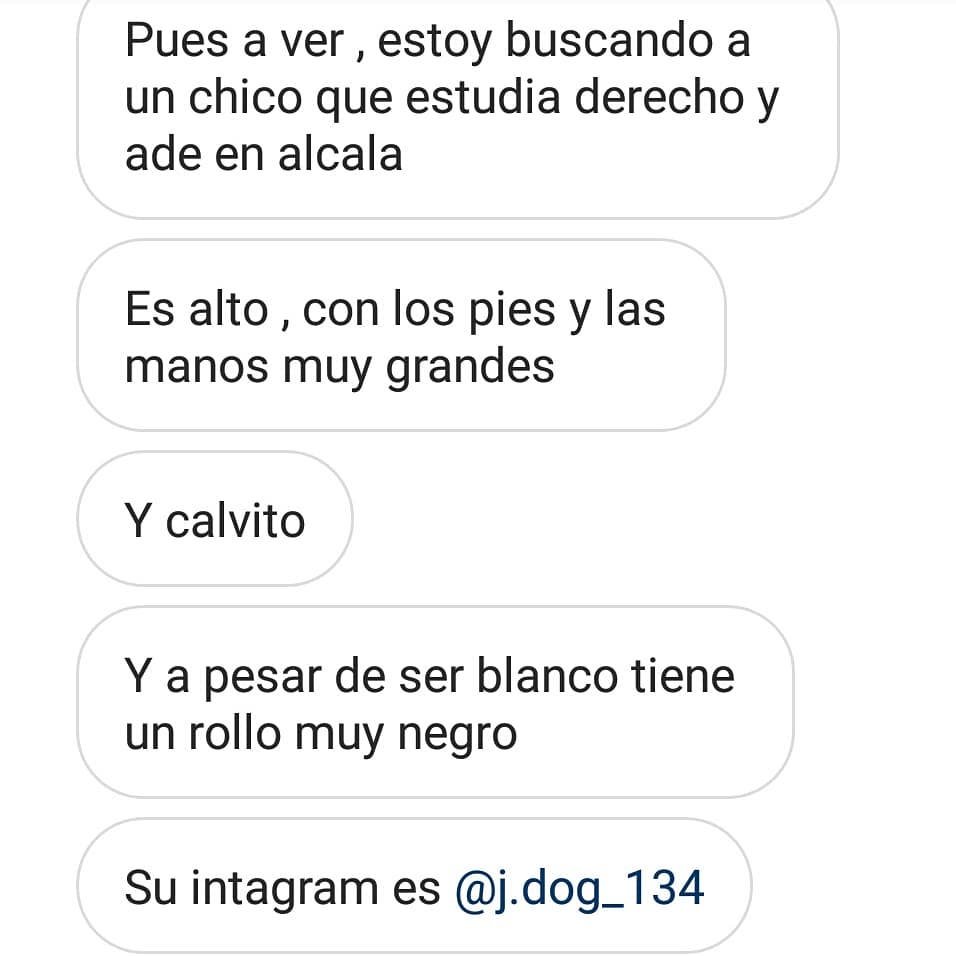 Pues a ver , estoy buscando a
un chico que estudia derecho y
ade en alcala
Es alto , con los pies y las
manos muy grandes
Y calvito
Y a pesar de ser blanco tiene
un rollo muy negro
Su intagram es @j.dog_134